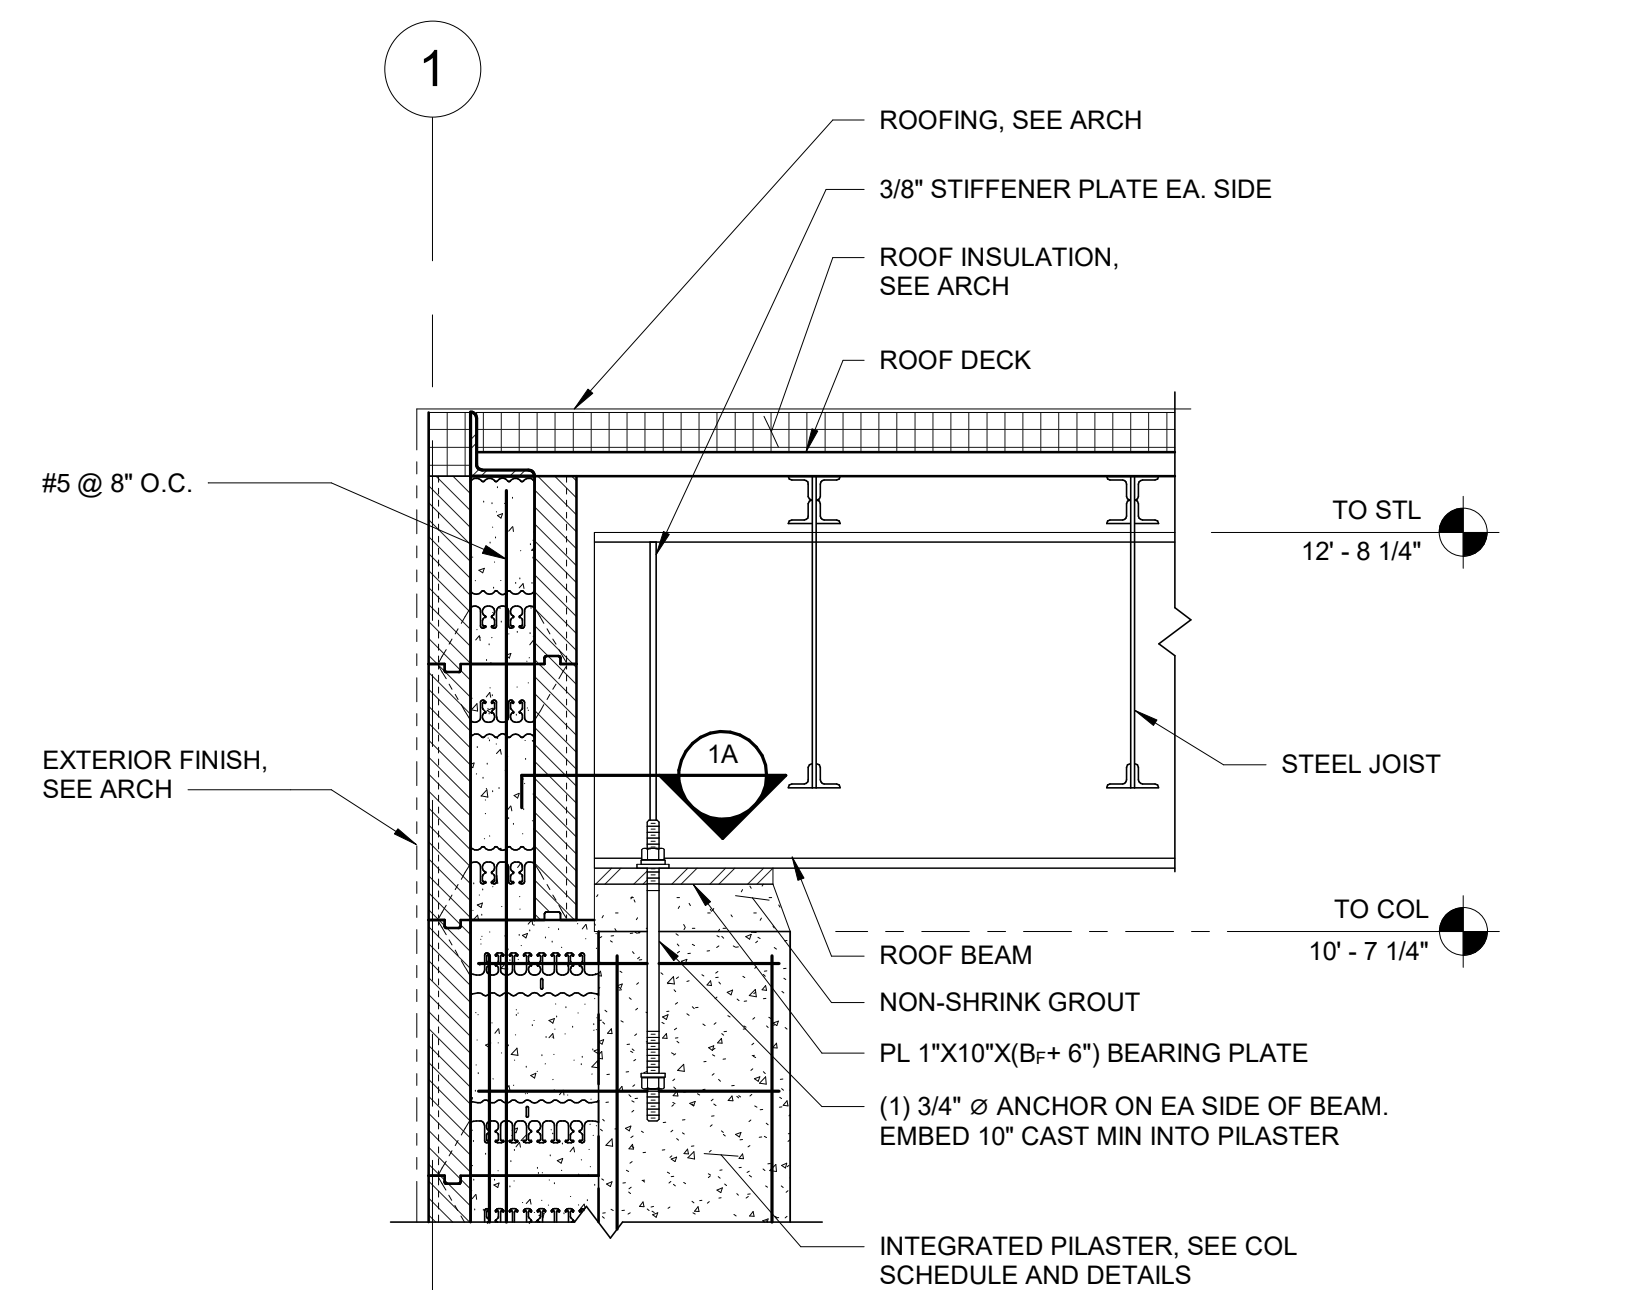 1
ROOFING, SEE ARCH
3/8" STIFFENER PLATE EA. SIDE
ROOF INSULATION,
SEE ARCH
ROOF DECK
#5 @ 8" O.C.
TO STL
12' - 8 1/4"
1A
EXTERIOR FINISH,
SEE ARCH
STEEL JOIST
TO COL
10' - 7 1/4"
ROOF BEAM
NON-SHRINK GROUT
PL 1"X10"X(BF+ 6") BEARING PLATE
(1) 3/4" Ø ANCHOR ON EA SIDE OF BEAM.
EMBED 10" CAST MIN INTO PILASTER
INTEGRATED PILASTER, SEE COL
SCHEDULE AND DETAILS